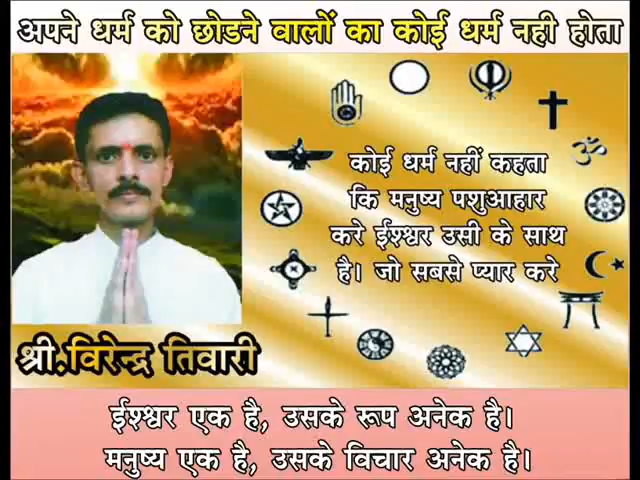 अपने धर्म को छोडने वालों का कोई धर्म नही होता
कोई धर्म नहीं कहता
कि मनुष्य पशुआहार
करे ईश्श्वर उसी के साथ
है। जो सबसे प्यार करे
श्री.विरेन्द्र तिवारी
ईश्श्वर एक है, उसके रूप अनेक है।
मनुष्य एक है, उसके विचार अनेक है।